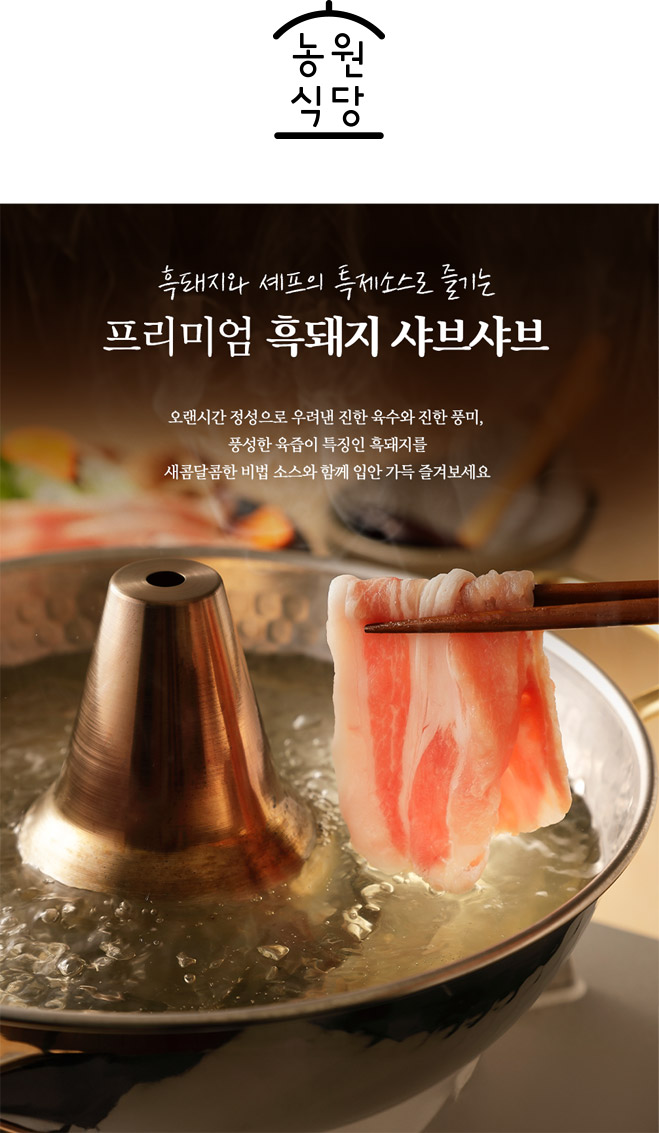 농원
식당
흑돼지와 셰프의 특제소스로 즐기는
프리미엄 흑돼지 샤브샤브
오랜시간 정성으로 우려낸 진한 육수와 진한 풍미,
풍성한 육즙이 특징인 흑돼지를
새콤달콤한 비법 소스와 함께 입안 가득 즐겨보세요